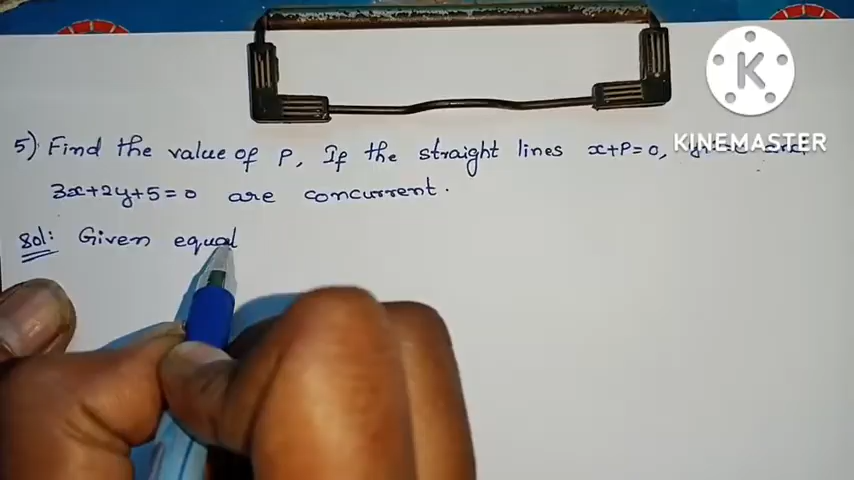 5) Find the value of P, If the straight lines x+P=0,
3x+2y+5=0 are concurrent.
Sol: Given equal
K
KINEMASTER